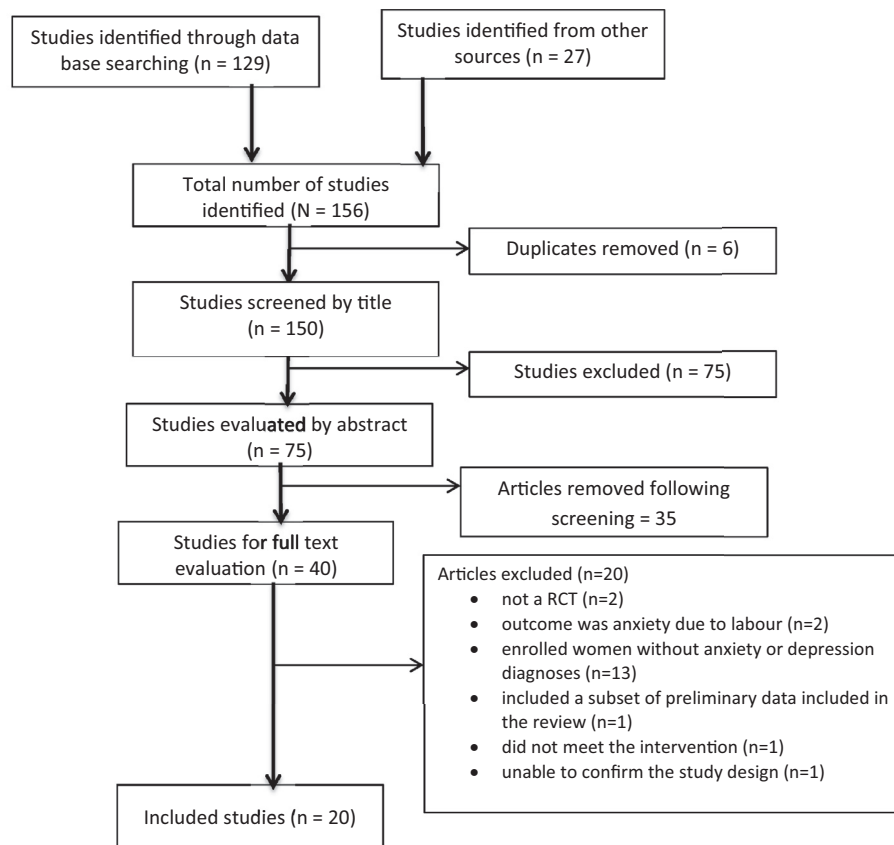 Studies identified through data
base searching (n = 129)
Studies identified from other
sources (n = 27)
Total number of studies
identified (N = 156)
Duplicates removed (n = 6)
Studies screened by title
(n = 150)
Studies excluded (n = 75)
Studies evaluated by abstract
(n = 75)
Articles removed following
screening = 35
Studies for full text
evaluation (n = 40)
Articles excluded (n=20)
• not a RCT (n=2)
• outcome was anxiety due to labour (n=2)
• enrolled women without anxiety or depression
diagnoses (n=13)
• included a subset of preliminary data included in
the review (n=1)
• did not meet the intervention (n=1)
• unable to confirm the study design (n=1)
Included studies (n = 20)